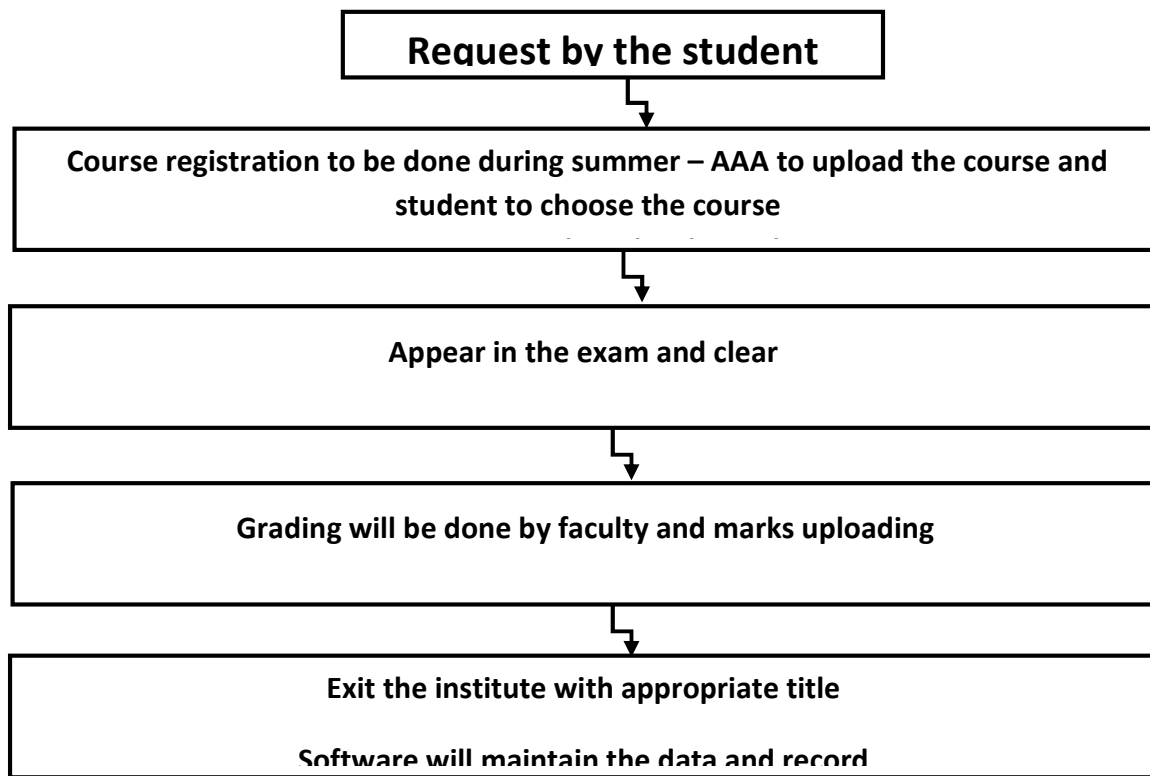 Request by the student
Course registration to be done during summer – AAA to upload the course and
student to choose the course
Appear in the exam and clear
Grading will be done by faculty and marks uploading
Exit the institute with appropriate title
Software will maintain the data and record